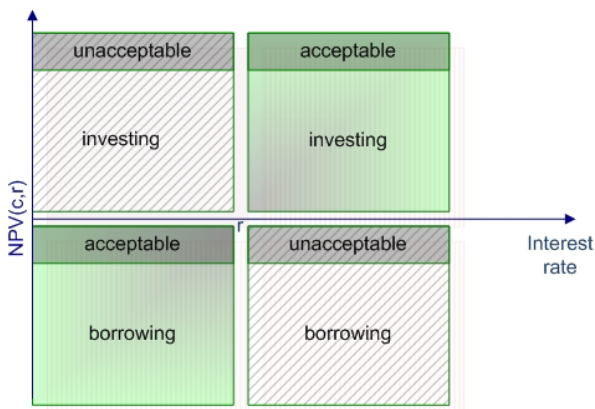 unacceptable
acceptable
investing
investing
NPV(c,r)
r
Interest
rate
acceptable
unacceptable
borrowing
borrowing